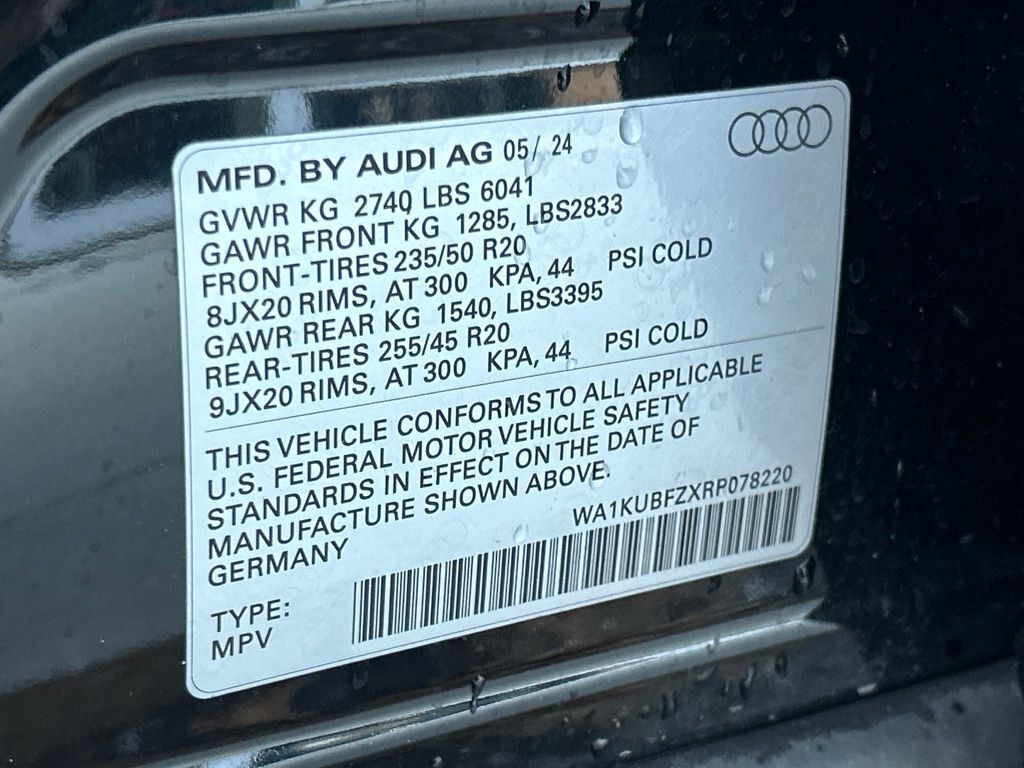 MFD. BY AUDI AG 05/ 24
GVWR KG 2740 LBS 6041
GAWR FRONT KG 1285, LBS2833
FRONT-TIRES 235/50 R20
8JX20 RIMS, AT 300 KPA, 44 PSI COLD
GAWR REAR KG 1540, LBS3395
REAR-TIRES 255/45 R20
9JX20 RIMS, AT 300 KPA, 44 PSI COLD
THIS VEHICLE CONFORMS TO ALL APPLICABLE
U.S. FEDERAL MOTOR VEHICLE SAFETY
STANDARDS IN EFFECT ON THE DATE OF
MANUFACTURE SHOWN ABOVE.
GERMANY
WA1KUBFZXRP078220
TYPE:
MPV